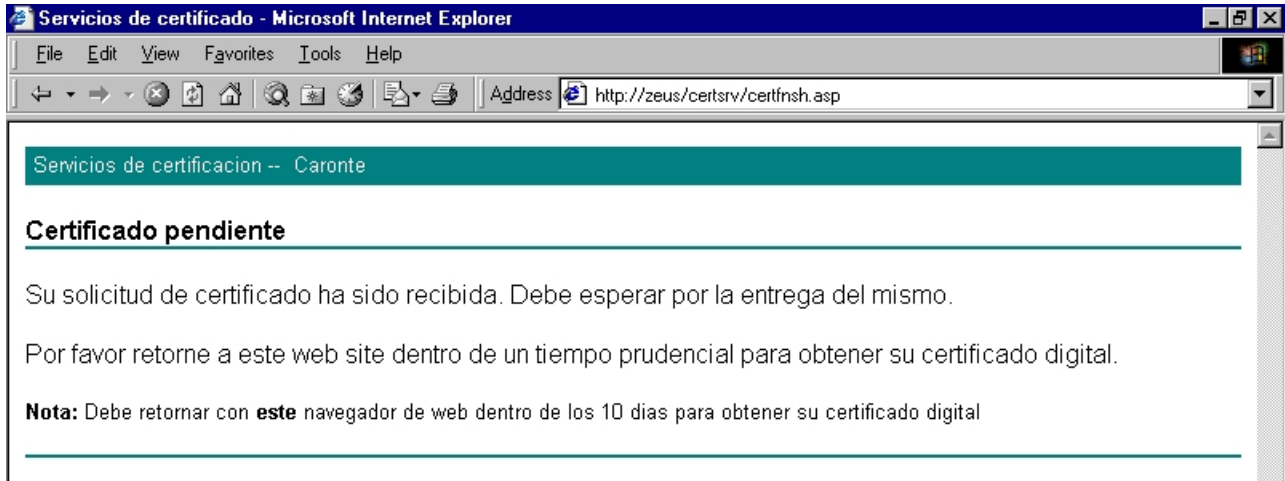 Servicios de certificado - Microsoft Internet Explorer
File Edit View Favorites Tools Help
Address http://zeus/certsrv/certfnsh.asp
Servicios de certificacion -- Caronte
Certificado pendiente
Su solicitud de certificado ha sido recibida. Debe esperar por la entrega del mismo.
Por favor retorne a este web site dentro de un tiempo prudencial para obtener su certificado digital.
Nota: Debe retornar con este navegador de web dentro de los 10 dias para obtener su certificado digital